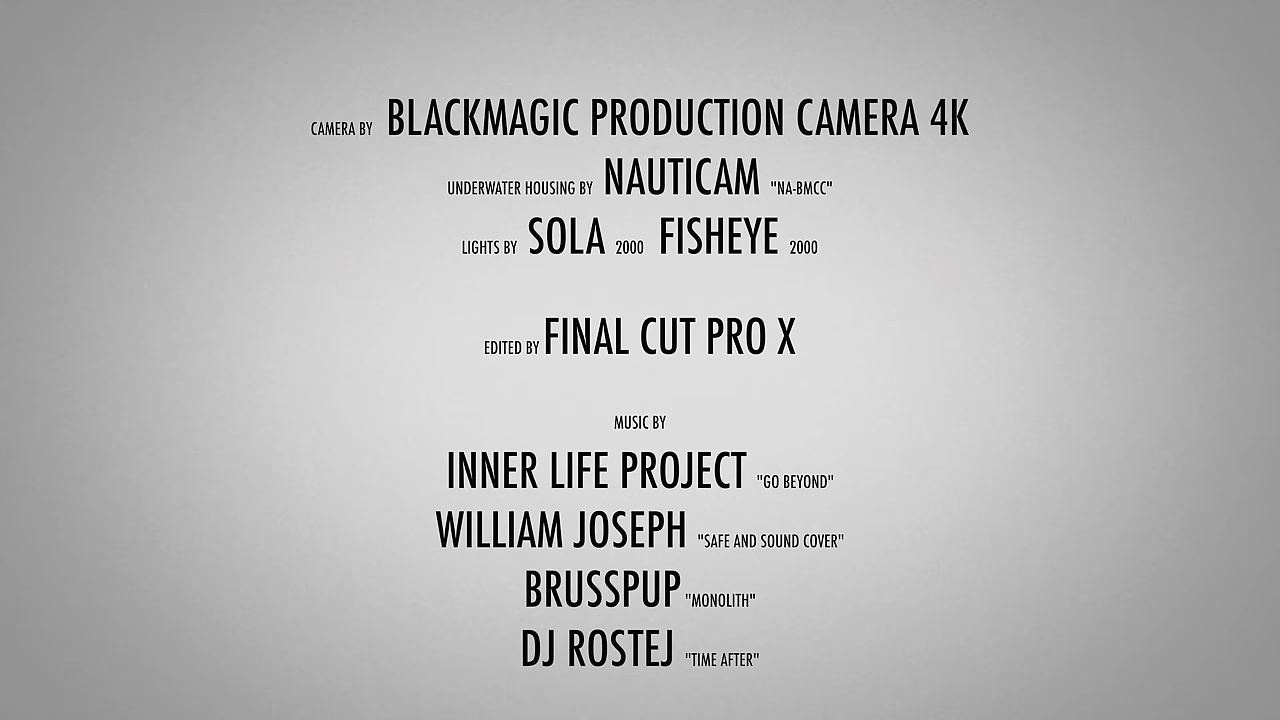 CAMERA BY BLACKMAGIC PRODUCTION CAMERA 4K
UNDERWATER HOUSING BY NAUTICAM "NA-BMCC"
LIGHTS BY SOLA 2000 FISHEYE 2000
EDITED BY FINAL CUT PRO X
MUSIC BY
INNER LIFE PROJECT "GO BEYOND"
WILLIAM JOSEPH "SAFE AND SOUND COVER"
BRUSSPUP "MONOLITH"
DJ ROSTEJ "TIME AFTER"